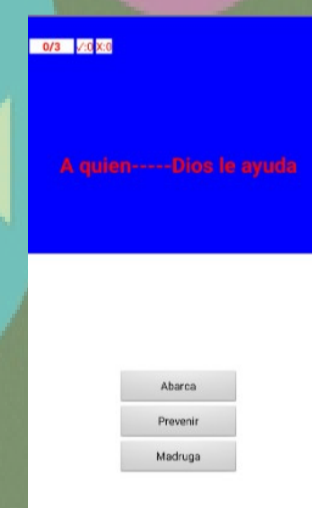 0/3 ✓:0 X:0
A quien-----Dios le ayuda
Abarca
Prevenir
Madruga